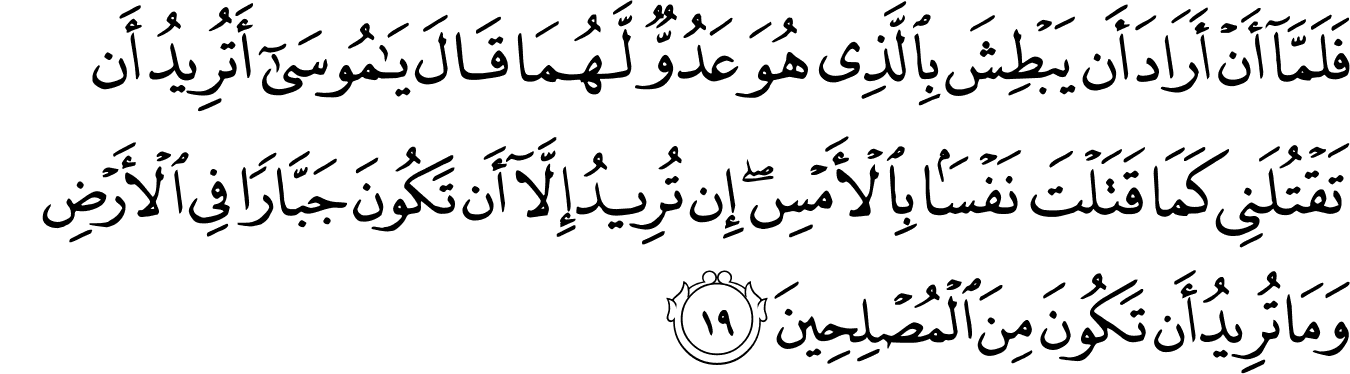 فَلَمَّآ أَنۡ أَرَادَ أَن يَبۡطِشَ بِٱلَّذِى هُوَ عَدُوٌّ لَّهُمَا قَالَ يَـٰمُوسَىٰٓ أَتُرِيدُ أَن
تَقۡتُلَنِى كَمَا قَتَلۡتَ نَفۡسَۢا بِٱلۡأَمۡسِۖ إِن تُرِيدُ إِلَّآ أَن تَكُونَ جَبَّارًا فِى ٱلۡأَرۡضِ
وَمَا تُرِيدُ أَن تَكُونَ مِنَ ٱلۡمُصۡلِحِينَ ١٩